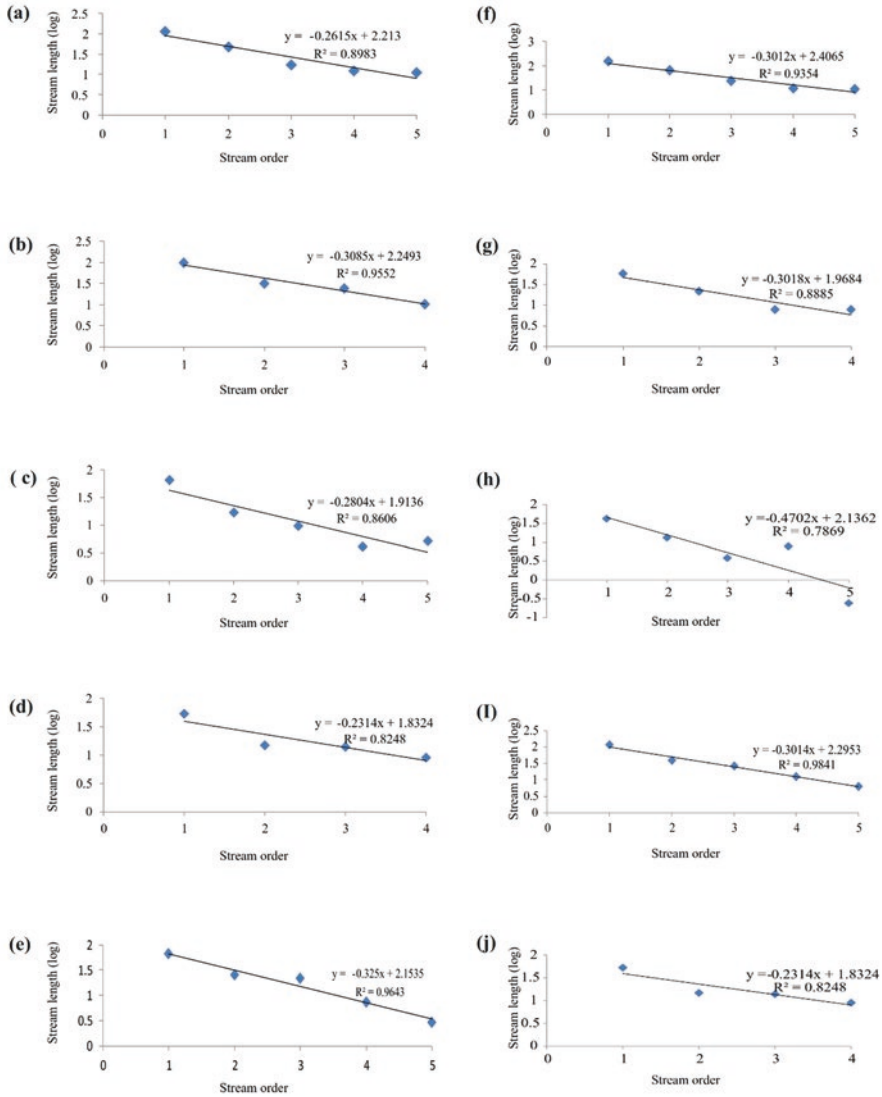 (a)
Stream length (log)
2.5
2
1.5
1
0.5
0
y = -0.2615x + 2.213
R² = 0.8983
0 1 2 3 4 5
Stream order
(b)
Stream length (log)
2.5
2
1.5
1
0.5
0
y = -0.3085x + 2.2493
R² = 0.9552
0 1 2 3 4
Stream order
( c)
Stream length (log)
2
1.5
1
0.5
0
y = -0.2804x + 1.9136
R² = 0.8606
0 1 2 3 4 5
Stream order
(d)
Stream length (log)
2
1.5
1
0.5
0
y = -0.2314x + 1.8324
R² = 0.8248
0 1 2 3 4
Stream order
(e)
Stream length (log)
2
1.5
1
0.5
0
y = -0.325x + 2.1535
R² = 0.9643
0 1 2 3 4 5
Stream order
(f)
Stream length (log)
3
2
1
0
y = -0.3012x + 2.4065
R² = 0.9354
0 1 2 3 4 5
Stream order
(g)
Stream length (log)
2
1.5
1
0.5
0
y = -0.3018x + 1.9684
R² = 0.8885
0 1 2 3 4
Stream order
(h)
Stream length (log)
2
1.5
1
0.5
0
-0.5
-1
y = -0.4702x + 2.1362
R² = 0.7869
0 1 2 3 4 5
Stream order
(I)
Stream length (log)
2.5
2
1.5
1
0.5
0
y = -0.3014x + 2.2953
R² = 0.9841
0 1 2 3 4 5
Stream order
(j)
Stream length (log)
2
1.5
1
0.5
0
y = -0.2314x + 1.8324
R² = 0.8248
0 1 2 3 4
Stream order